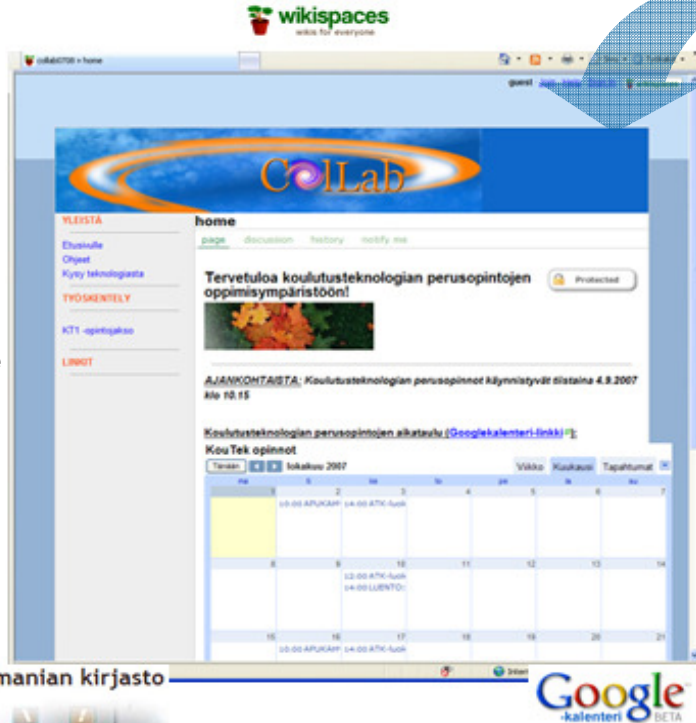 wikispaces
wikis for everyone
collab0708 » home
guest
ColLab
YLEISTÄ
Etusivulle
Ohjeet
Kysy teknologiasta
TYÖSKENTELY
KT1 -opintojakso
LINKIT
home
page discussion history notify me
Tervetuloa koulutusteknologian perusopintojen
oppimisympäristöön!
Protected
AJANKOHTAISTA: Koulutusteknologian perusopinnot käynnistyvät tiistaina 4.9.2007
klo 10.15
Koulutusteknologian perusopintojen aikataulu (Googlekalenteri-linkki):
KouTek opinnot
Tänään lokakuu 2007 Viikko Kuukausi Tapahtumat
ma ti ke to pe la su
1 2 3 4 5 6 7
10:00 APUKAM 14:00 ATK-luok
8 9 10 11 12 13 14
12:00 ATK-luok
14:00 LUENTO:
15 16 17 18 19 20 21
10:00 APUKAM 14:00 ATK-luok
manian kirjasto
Google
-kalenteri BETA